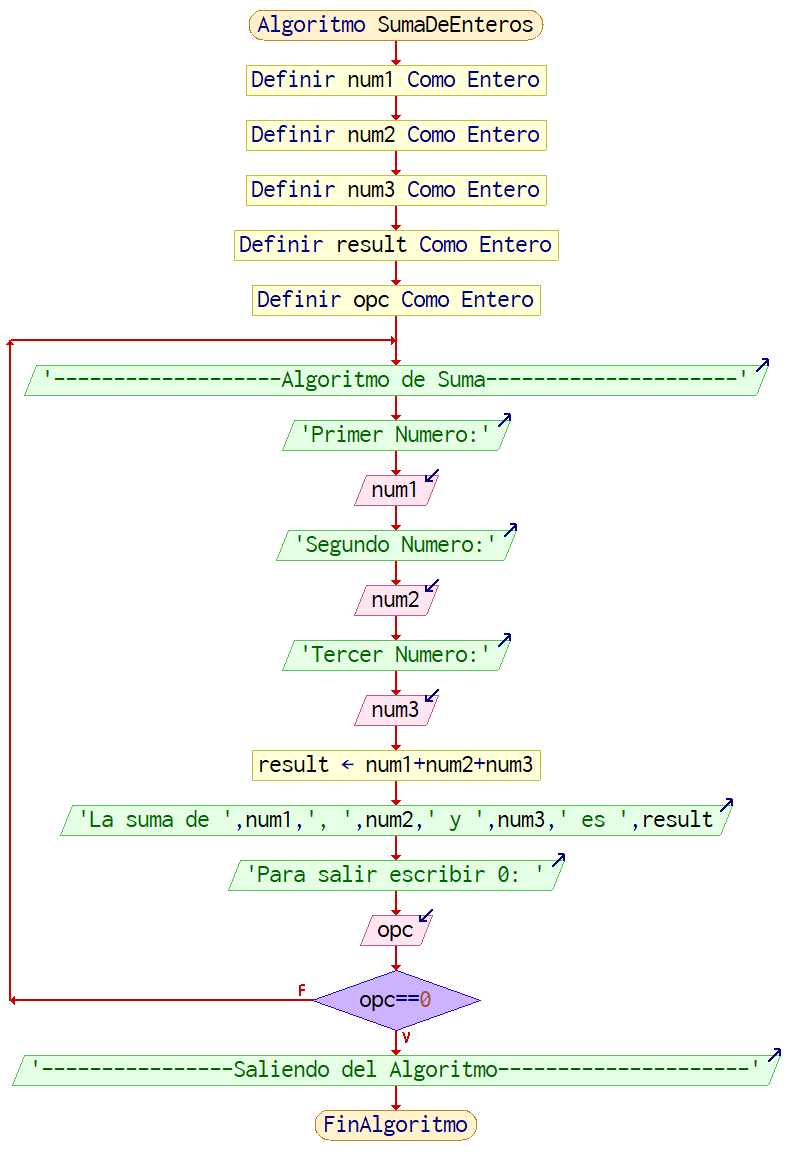 Algoritmo SumaDeEnteros
Definir num1 Como Entero
Definir num2 Como Entero
Definir num3 Como Entero
Definir result Como Entero
Definir opc Como Entero
'-------------------Algoritmo de Suma---------------------'
'Primer Numero:'
num1
'Segundo Numero:'
num2
'Tercer Numero:'
num3
result ← num1+num2+num3
'La suma de ',num1,', ',num2,' y ',num3,' es ',result
'Para salir escribir 0: '
opc
F
opc==0
V
'----------------Saliendo del Algoritmo---------------------'
FinAlgoritmo